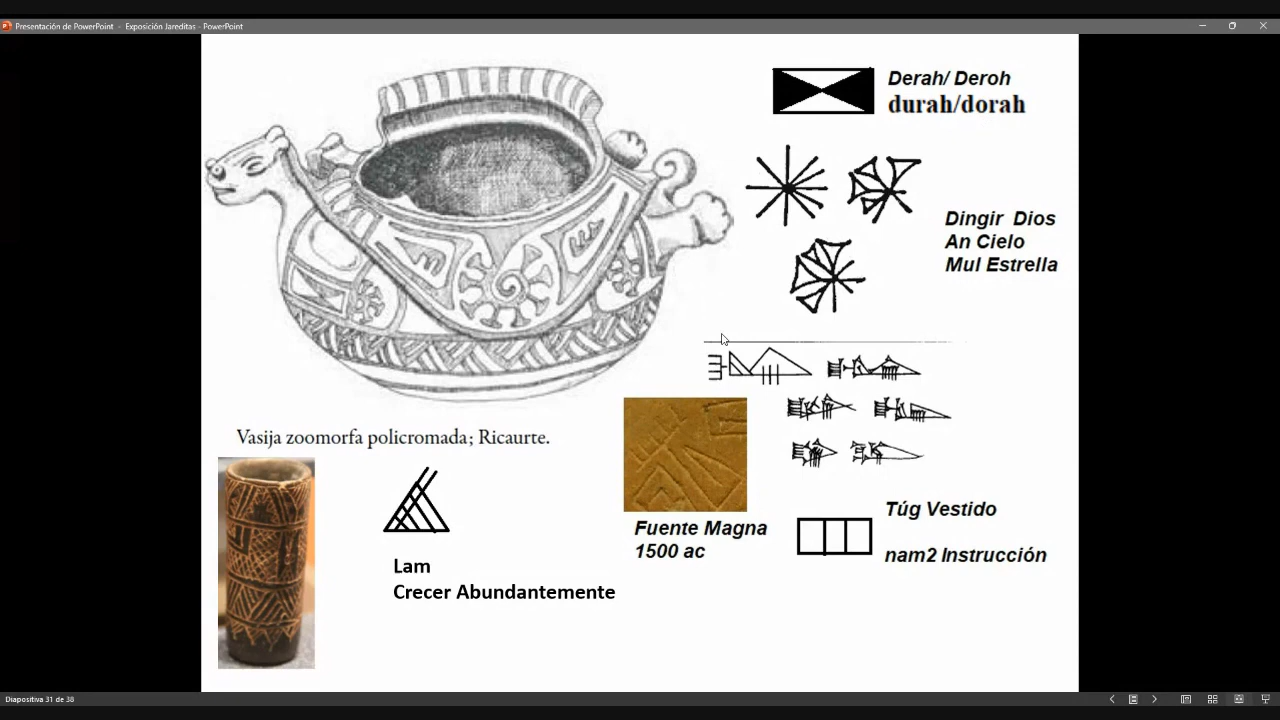 Presentación de PowerPoint - Exposición Jareditas - PowerPoint
Derah/ Deroh
durah/dorah
Dingir Dios
An Cielo
Mul Estrella
Vasija zoomorfa policromada; Ricaurte.
Lam
Crecer Abundantemente
Fuente Magna
1500 ac
Túg Vestido
nam2 Instrucción
Diapositiva 31 de 38